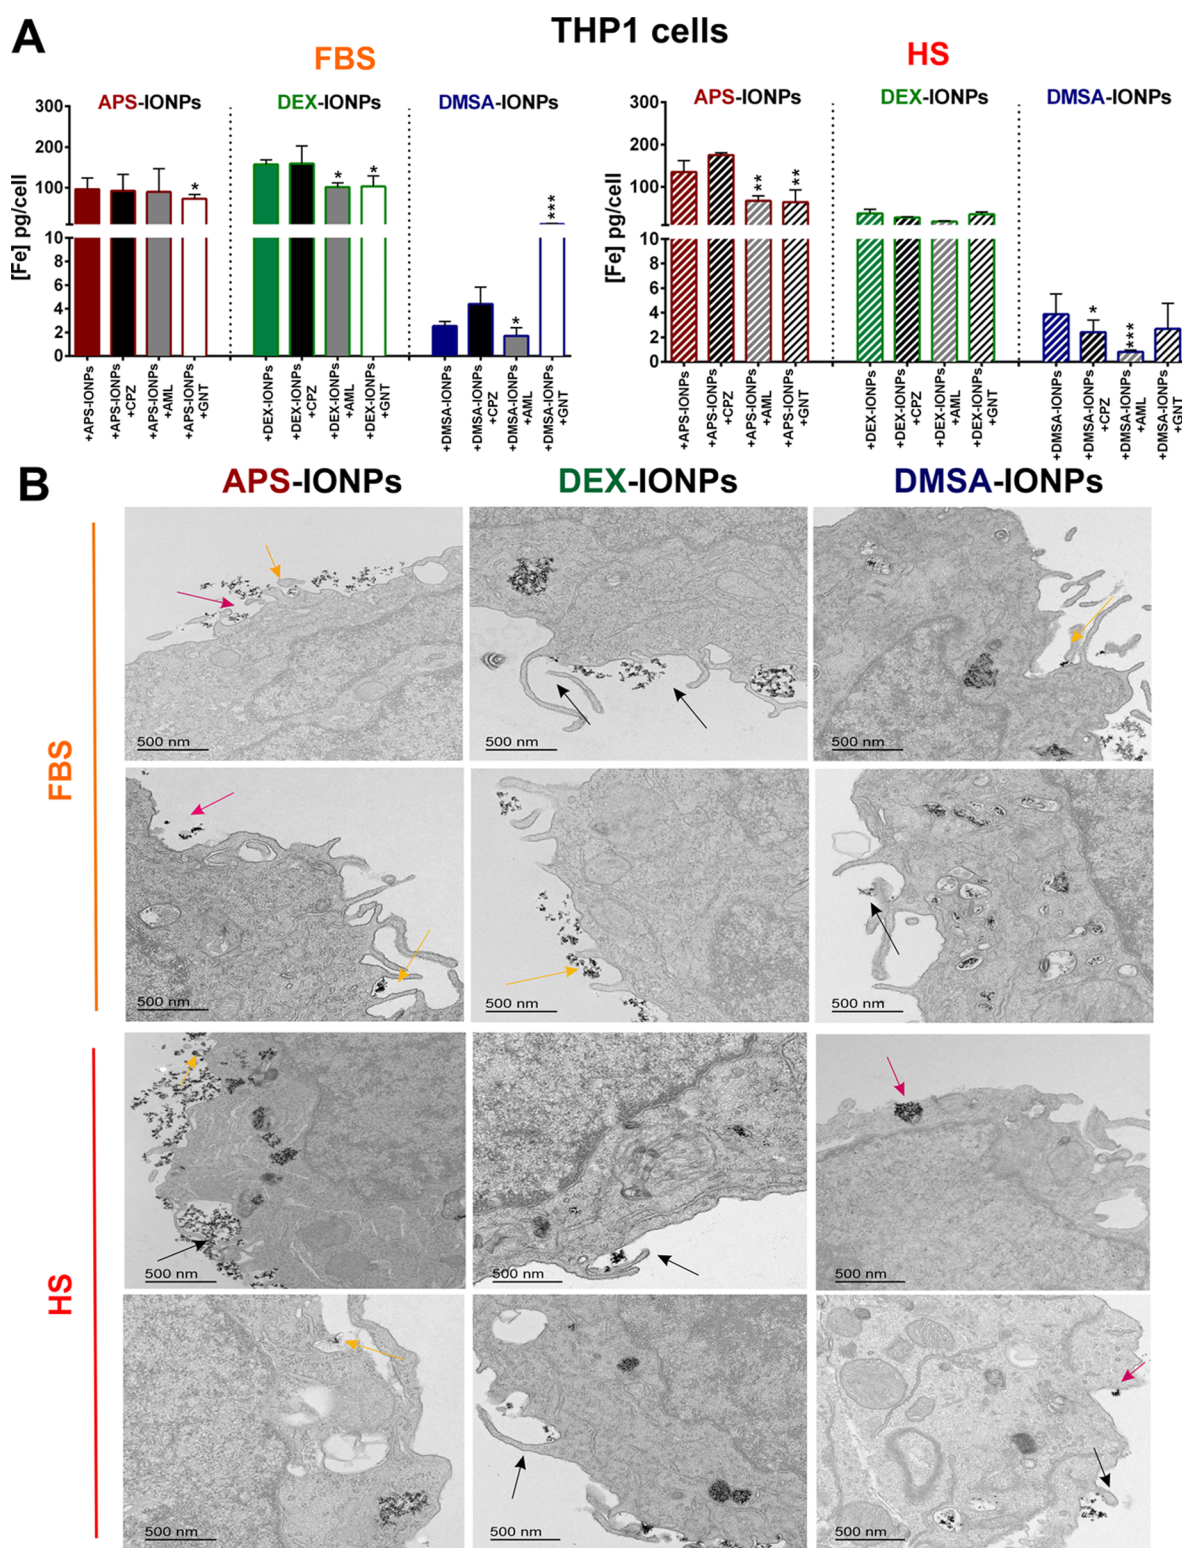 A
THP1 cells
FBS
HS
APS-IONPs
DEX-IONPs
DMSA-IONPs
[Fe] pg/cell
300
200
100
10
8
6
4
2
0
*
*
*
*
***
+APS-IONPs
+APS-IONPs
+CPZ
+APS-IONPs
+AML
+APS-IONPs
+GNT
+DEX-IONPs
+DEX-IONPs
+CPZ
+DEX-IONPs
+AML
+DEX-IONPs
+GNT
+DMSA-IONPs
+DMSA-IONPs
+CPZ
+DMSA-IONPs
+AML
+DMSA-IONPs
+GNT
APS-IONPs
DEX-IONPs
DMSA-IONPs
[Fe] pg/cell
300
200
100
10
8
6
4
2
0
**
**
*
***
+APS-IONPs
+APS-IONPs
+CPZ
+APS-IONPs
+AML
+APS-IONPs
+GNT
+DEX-IONPs
+DEX-IONPs
+CPZ
+DEX-IONPs
+AML
+DEX-IONPs
+GNT
+DMSA-IONPs
+DMSA-IONPs
+CPZ
+DMSA-IONPs
+AML
+DMSA-IONPs
+GNT
B
APS-IONPs
DEX-IONPs
DMSA-IONPs
FBS
500 nm
500 nm
500 nm
500 nm
500 nm
500 nm
HS
500 nm
500 nm
500 nm
500 nm
500 nm
500 nm